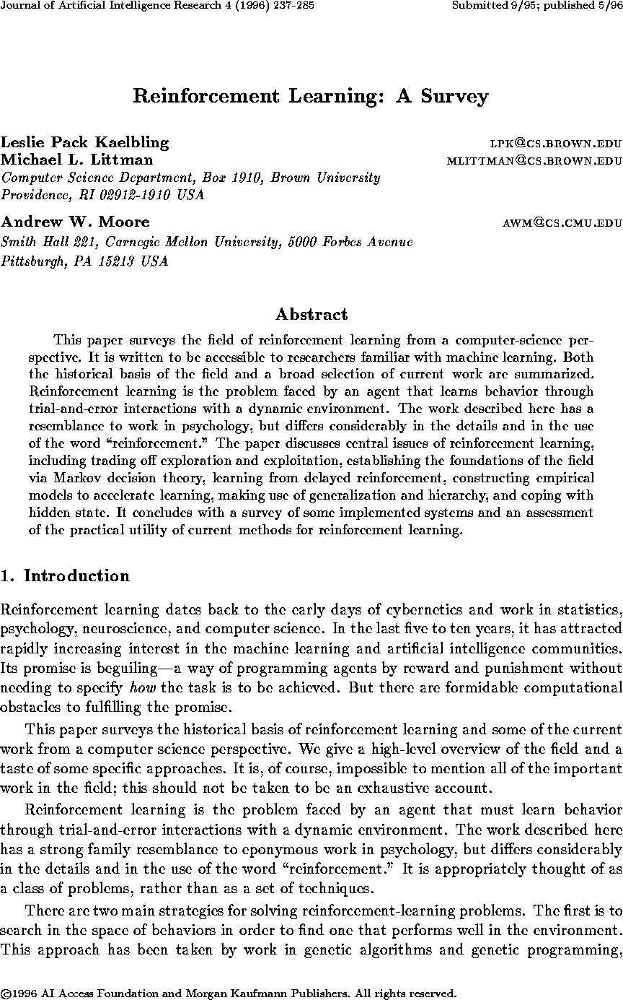 Journal of Artificial Intelligence Research 4 (1996) 237-285 Submitted 9/95; published 5/96
Reinforcement Learning: A Survey
Leslie Pack Kaelbling LPK@CS.BROWN.EDU
Michael L. Littman MLITTMAN@CS.BROWN.EDU
Computer Science Department, Box 1910, Brown University
Providence, RI 02912-1910 USA
Andrew W. Moore AWM@CS.CMU.EDU
Smith Hall 221, Carnegie Mellon University, 5000 Forbes Avenue
Pittsburgh, PA 15213 USA
Abstract
This paper surveys the field of reinforcement learning from a computer-science per-
spective. It is written to be accessible to researchers familiar with machine learning. Both
the historical basis of the field and a broad selection of current work are summarized.
Reinforcement learning is the problem faced by an agent that learns behavior through
trial-and-error interactions with a dynamic environment. The work described here has a
resemblance to work in psychology, but differs considerably in the details and in the use
of the word “reinforcement.” The paper discusses central issues of reinforcement learning,
including trading off exploration and exploitation, establishing the foundations of the field
via Markov decision theory, learning from delayed reinforcement, constructing empirical
models to accelerate learning, making use of generalization and hierarchy, and coping with
hidden state. It concludes with a survey of some implemented systems and an assessment
of the practical utility of current methods for reinforcement learning.
1. Introduction
Reinforcement learning dates back to the early days of cybernetics and work in statistics,
psychology, neuroscience, and computer science. In the last five to ten years, it has attracted
rapidly increasing interest in the machine learning and artificial intelligence communities.
Its promise is beguiling—a way of programming agents by reward and punishment without
needing to specify how the task is to be achieved. But there are formidable computational
obstacles to fulfilling the promise.
This paper surveys the historical basis of reinforcement learning and some of the current
work from a computer science perspective. We give a high-level overview of the field and a
taste of some specific approaches. It is, of course, impossible to mention all of the important
work in the field; this should not be taken to be an exhaustive account.
Reinforcement learning is the problem faced by an agent that must learn behavior
through trial-and-error interactions with a dynamic environment. The work described here
has a strong family resemblance to eponymous work in psychology, but differs considerably
in the details and in the use of the word “reinforcement.” It is appropriately thought of as
a class of problems, rather than as a set of techniques.
There are two main strategies for solving reinforcement-learning problems. The first is to
search in the space of behaviors in order to find one that performs well in the environment.
This approach has been taken by work in genetic algorithms and genetic programming,
©1996 AI Access Foundation and Morgan Kaufmann Publishers. All rights reserved.